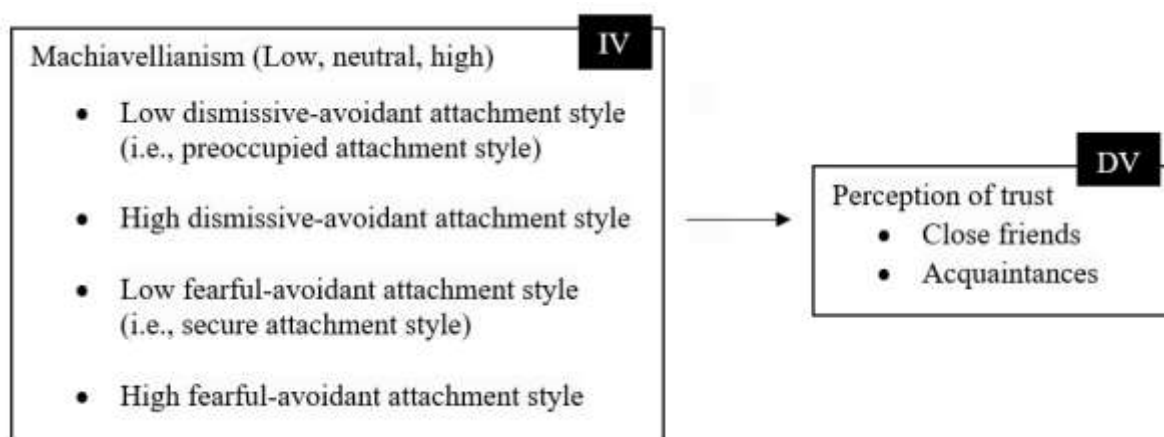 IV
Machiavellianism (Low, neutral, high)
• Low dismissive-avoidant attachment style
(i.e., preoccupied attachment style)
• High dismissive-avoidant attachment style
• Low fearful-avoidant attachment style
(i.e., secure attachment style)
• High fearful-avoidant attachment style
DV
Perception of trust
• Close friends
• Acquaintances